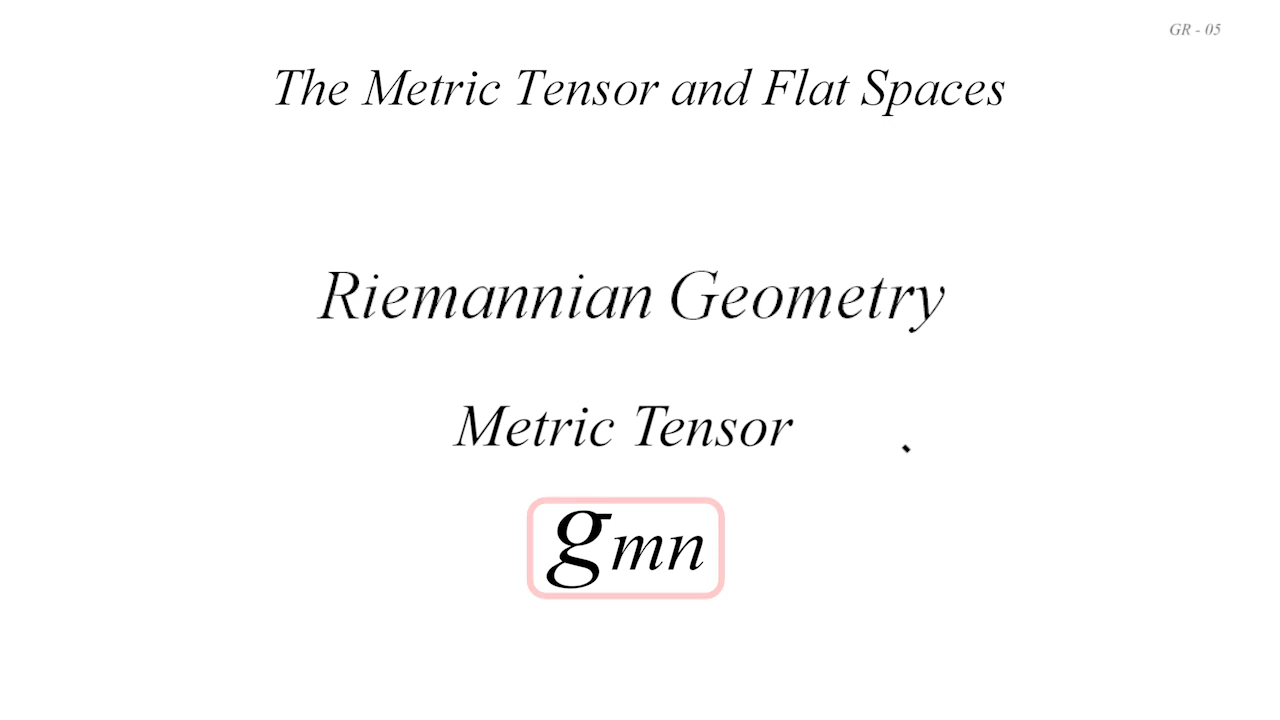 GR - 05
The Metric Tensor and Flat Spaces
Riemannian Geometry
Metric Tensor
gmn